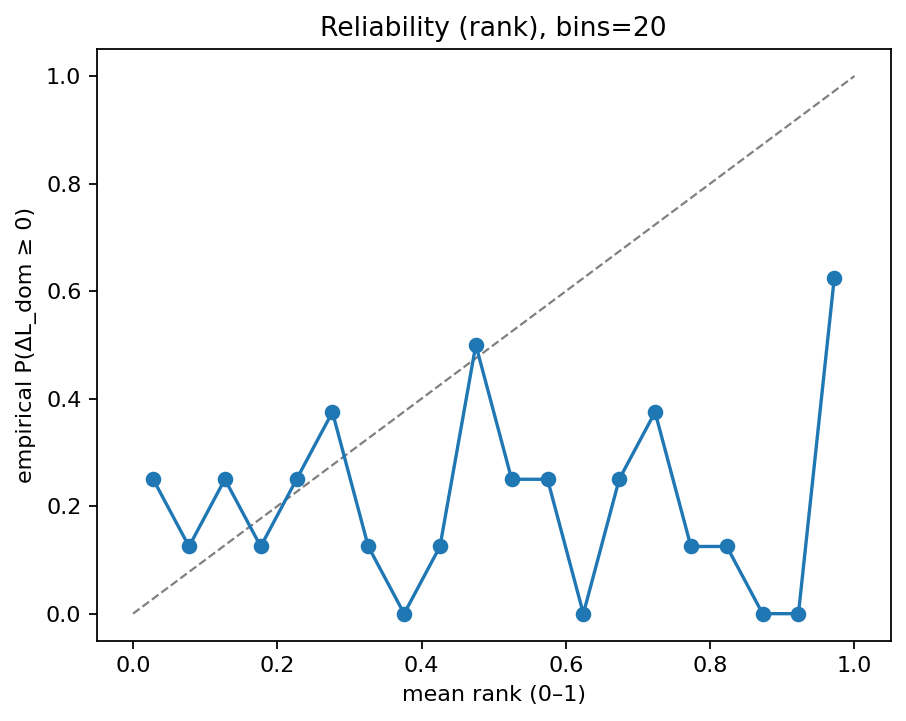 Reliability (rank), bins=20
empirical P(ΔL_dom ≥ 0)
1.0
0.8
0.6
0.4
0.2
0.0
0.0 0.2 0.4 0.6 0.8 1.0
mean rank (0–1)